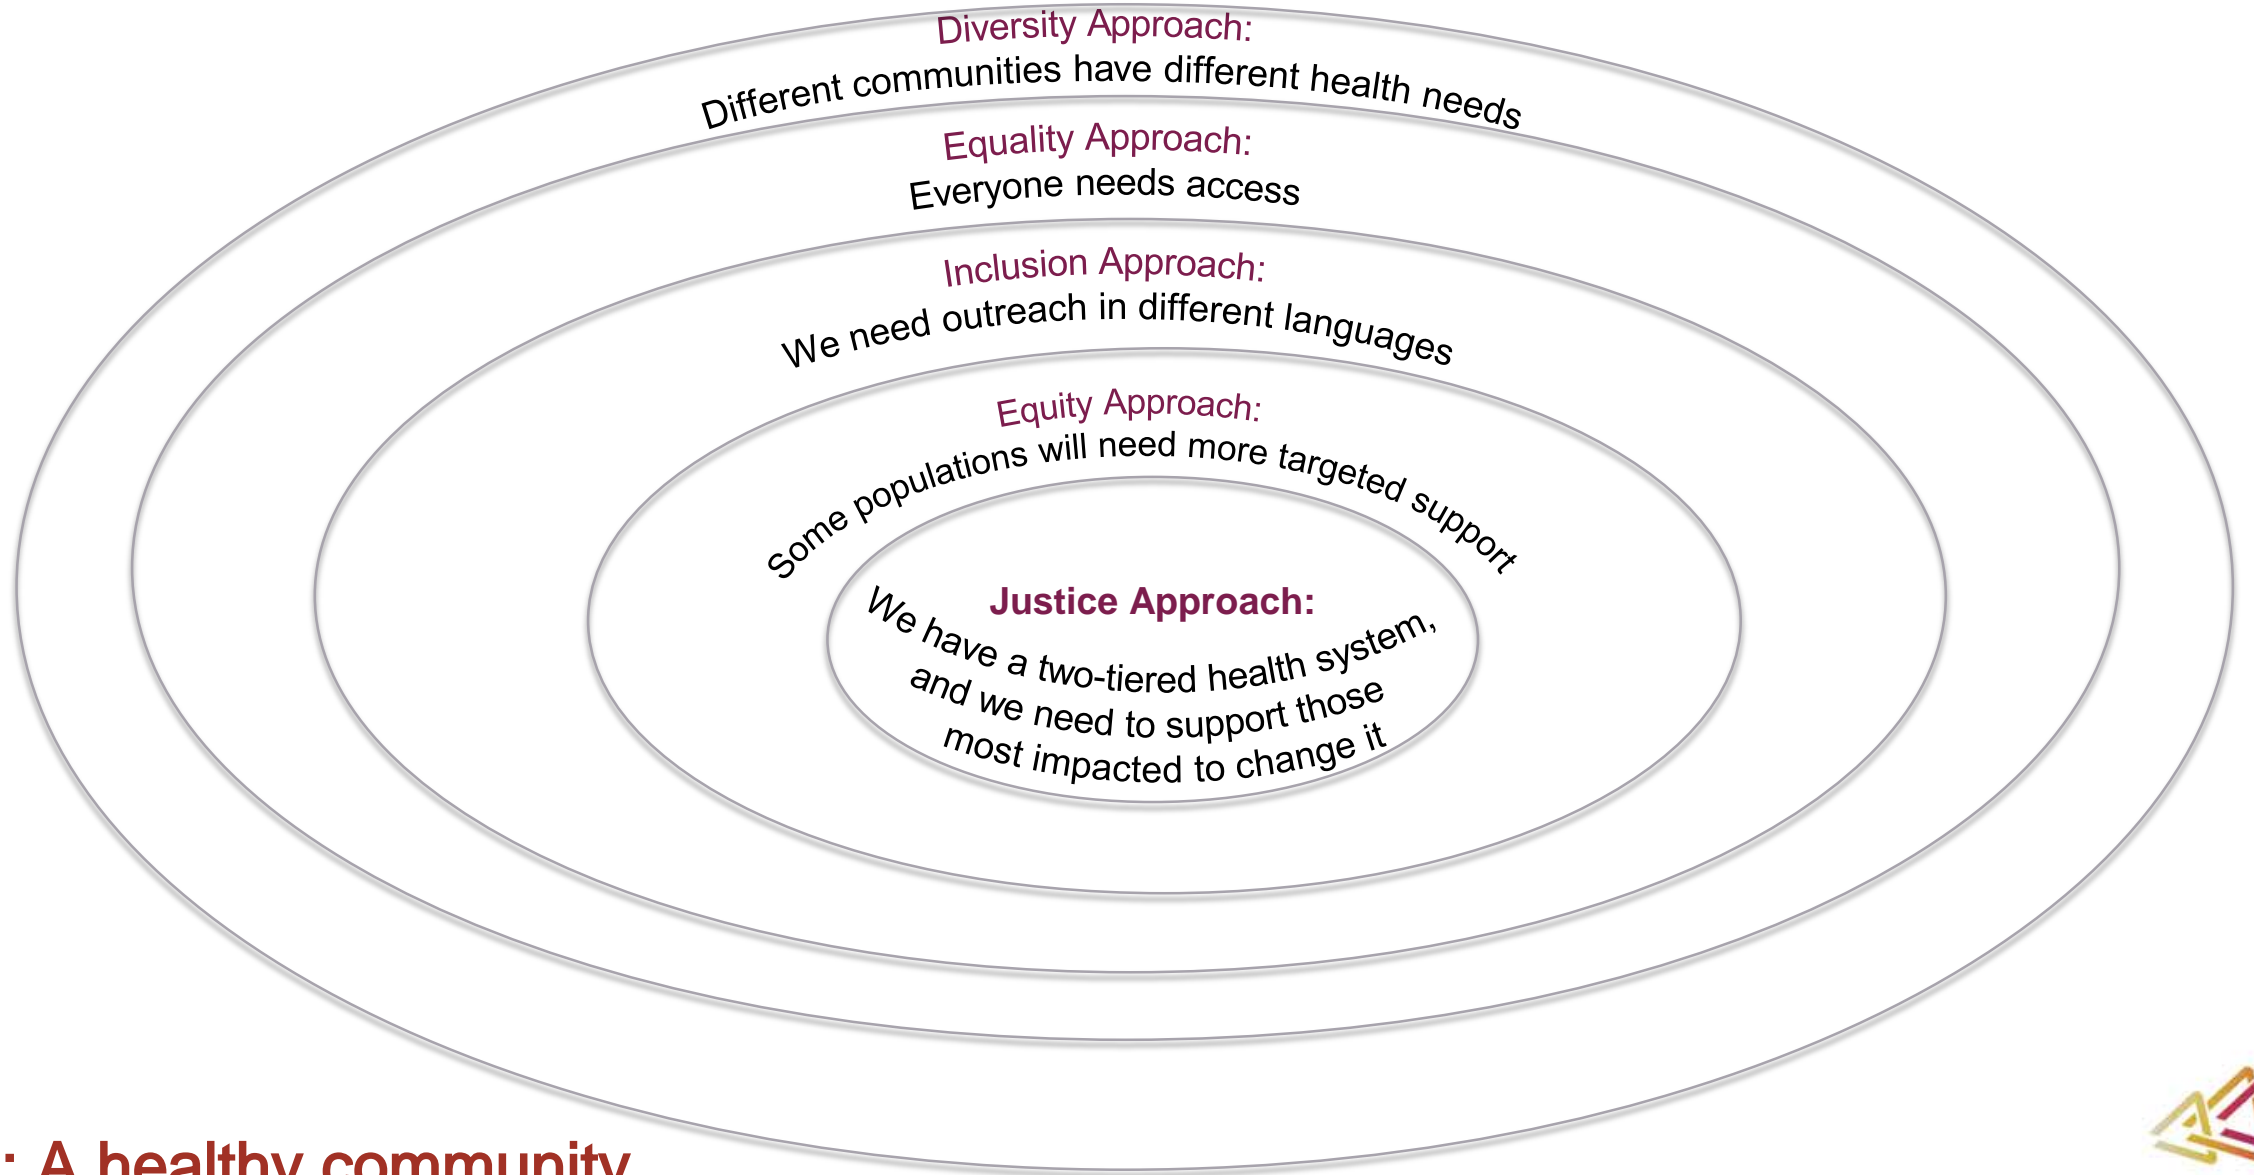 Diversity Approach:
Different communities have different health needs
Equality Approach:
Everyone needs access
Inclusion Approach:
We need outreach in different languages
Equity Approach:
Some populations will need more targeted support
Justice Approach:
We have a two-tiered health system,
and we need to support those
most impacted to change it
: A healthy community